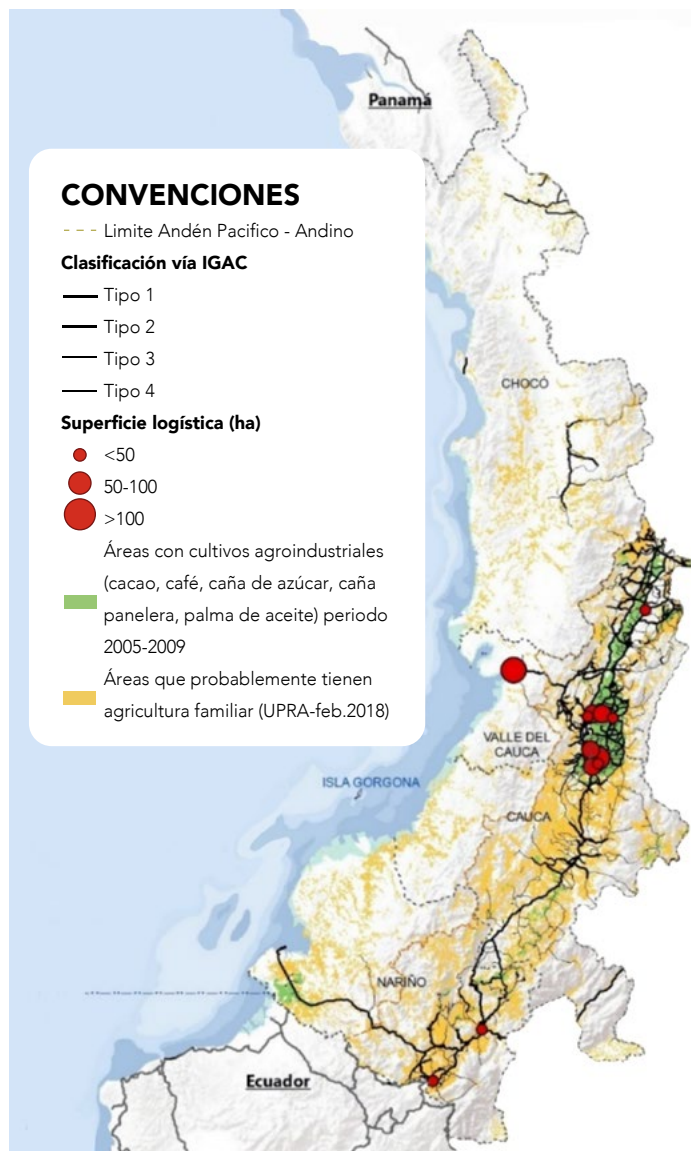 Panamá
CONVENCIONES
Limite Andén Pacifico - Andino
Clasificación vía IGAC
Tipo 1
Tipo 2
Tipo 3
Tipo 4
Superficie logística (ha)
<50
50-100
>100
Áreas con cultivos agroindustriales
(cacao, café, caña de azúcar, caña
panelera, palma de aceite) periodo
2005-2009
Áreas que probablemente tienen
agricultura familiar (UPRA-feb.2018)
CHOCÓ
VALLE DEL
CAUCA
ISLA GORGONA
CAUCA
NARIÑO
Ecuador